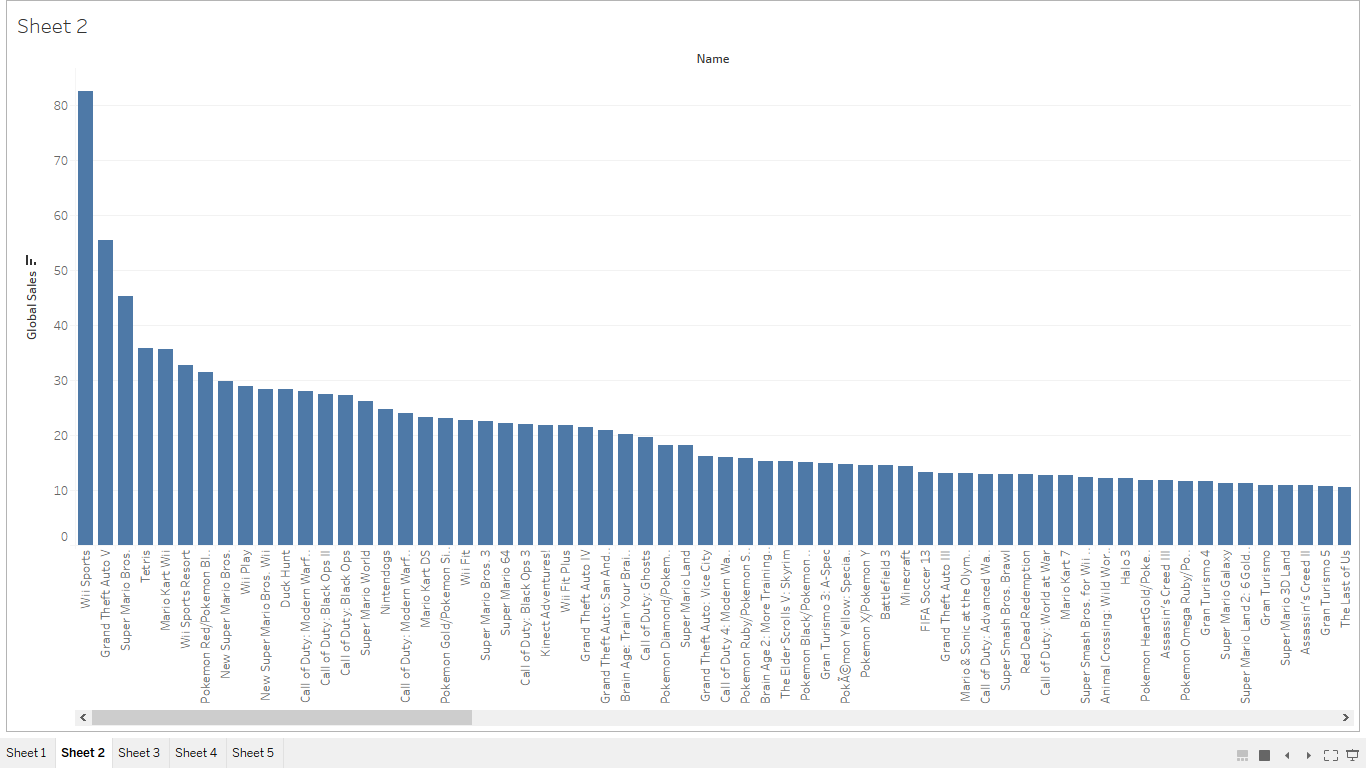 Sheet 2
Name
Global Sales
80
70
60
50
40
30
20
10
0
Wii Sports
Grand Theft Auto V
Super Mario Bros.
Tetris
Mario Kart Wii
Wii Sports Resort
Pokemon Red/Pokemon Bl..
New Super Mario Bros.
Wii Play
New Super Mario Bros. Wii
Duck Hunt
Call of Duty: Modern Warf..
Call of Duty: Black Ops II
Call of Duty: Black Ops
Super Mario World
Nintendogs
Call of Duty: Modern Warf..
Mario Kart DS
Pokemon Gold/Pokemon Si..
Wii Fit
Super Mario Bros. 3
Super Mario 64
Call of Duty: Black Ops 3
Kinect Adventures!
Wii Fit Plus
Grand Theft Auto IV
Grand Theft Auto: San And..
Brain Age: Train Your Brai..
Call of Duty: Ghosts
Pokemon Diamond/Pokem..
Super Mario Land
Grand Theft Auto: Vice City
Call of Duty 4: Modern Wa..
Pokemon Ruby/Pokemon S..
Brain Age 2: More Training ..
The Elder Scrolls V: Skyrim
Pokemon Black/Pokemon ..
Gran Turismo 3: A-Spec
PokÃ©mon Yellow: Specia..
Pokemon X/Pokemon Y
Battlefield 3
Minecraft
FIFA Soccer 13
Grand Theft Auto III
Mario & Sonic at the Olym..
Call of Duty: Advanced Wa..
Super Smash Bros. Brawl
Red Dead Redemption
Call of Duty: World at War
Mario Kart 7
Super Smash Bros. for Wii ..
Animal Crossing: Wild Wor..
Halo 3
Pokemon HeartGold/Poke..
Assassin's Creed III
Pokemon Omega Ruby/Po..
Gran Turismo 4
Super Mario Galaxy
Super Mario Land 2: 6 Gold..
Gran Turismo
Super Mario 3D Land
Assassin's Creed II
Gran Turismo 5
The Last of Us
Sheet 1
Sheet 2
Sheet 3
Sheet 4
Sheet 5